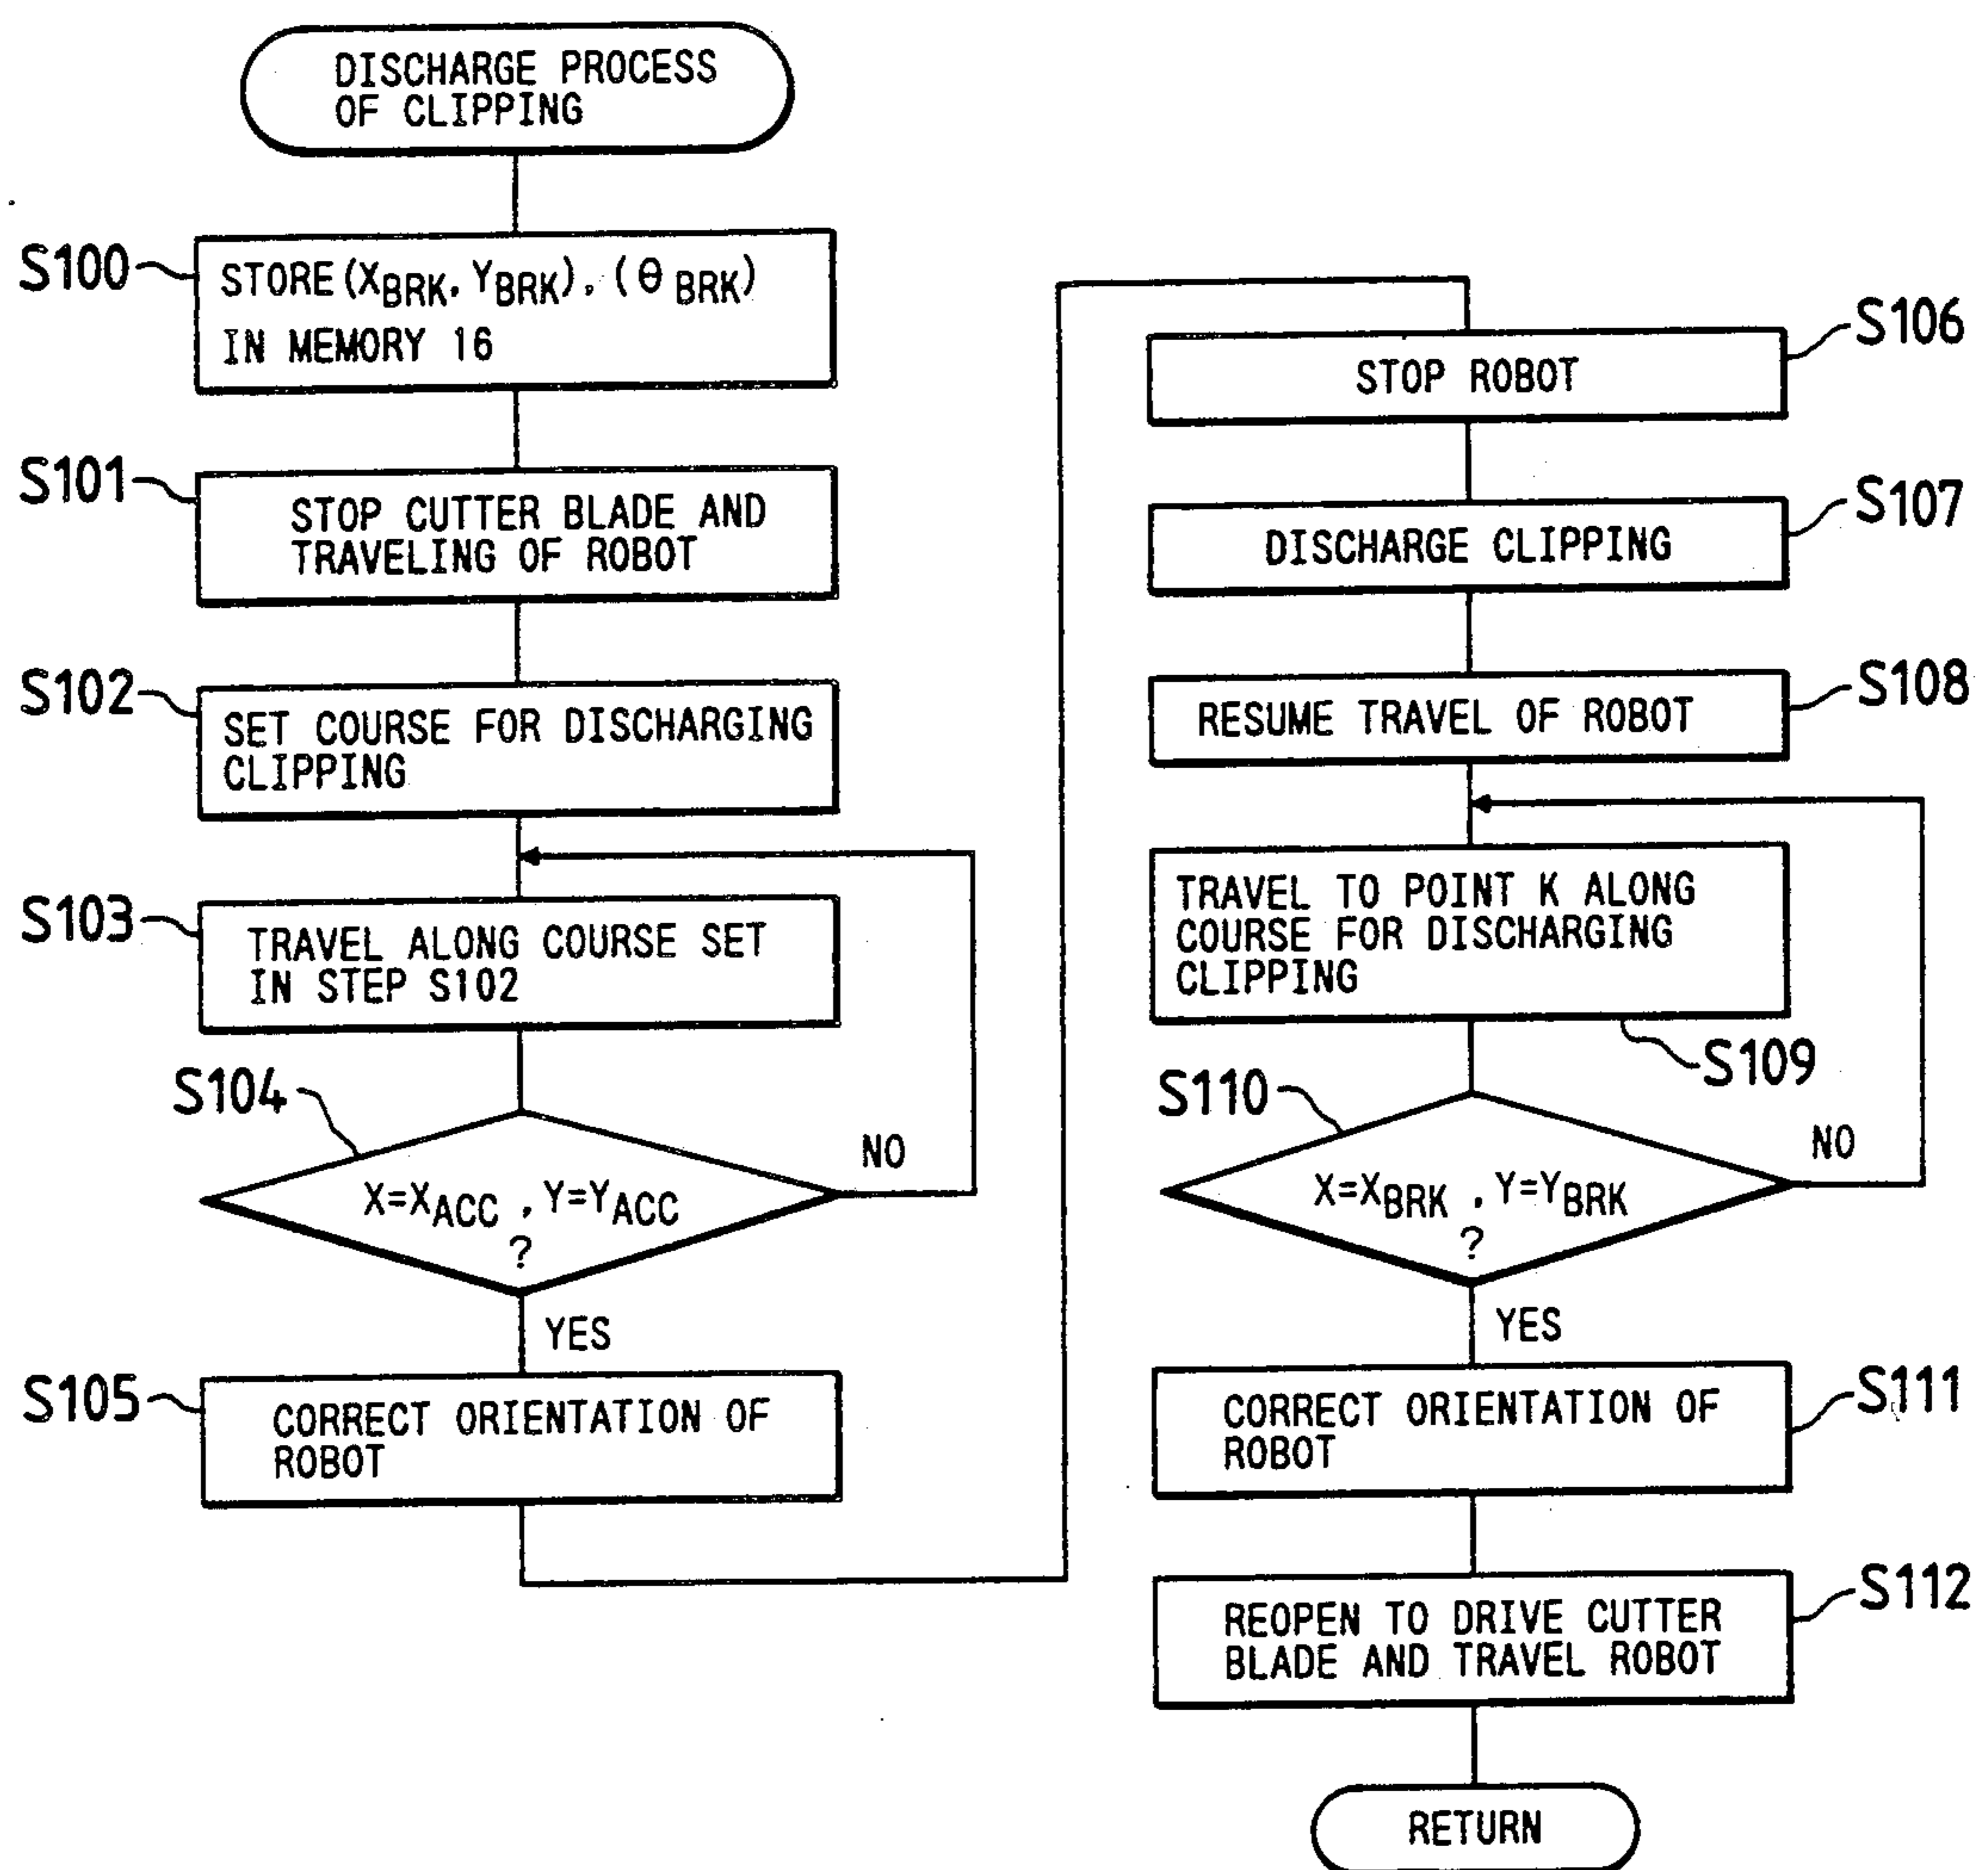 DISCHARGE PROCESS
OF CLIPPING
S100
STORE (XBRK, YBRK), (θ BRK)
IN MEMORY 16
S101
STOP CUTTER BLADE AND
TRAVELING OF ROBOT
S102
SET COURSE FOR DISCHARGING
CLIPPING
S103
TRAVEL ALONG COURSE SET
IN STEP S102
S104
X=XACC , Y=YACC
?
NO
YES
S105
CORRECT ORIENTATION OF
ROBOT
S106
STOP ROBOT
S107
DISCHARGE CLIPPING
S108
RESUME TRAVEL OF ROBOT
TRAVEL TO POINT K ALONG
COURSE FOR DISCHARGING
CLIPPING
S109
S110
X=XBRK , Y=YBRK
?
NO
YES
S111
CORRECT ORIENTATION OF
ROBOT
S112
REOPEN TO DRIVE CUTTER
BLADE AND TRAVEL ROBOT
RETURN